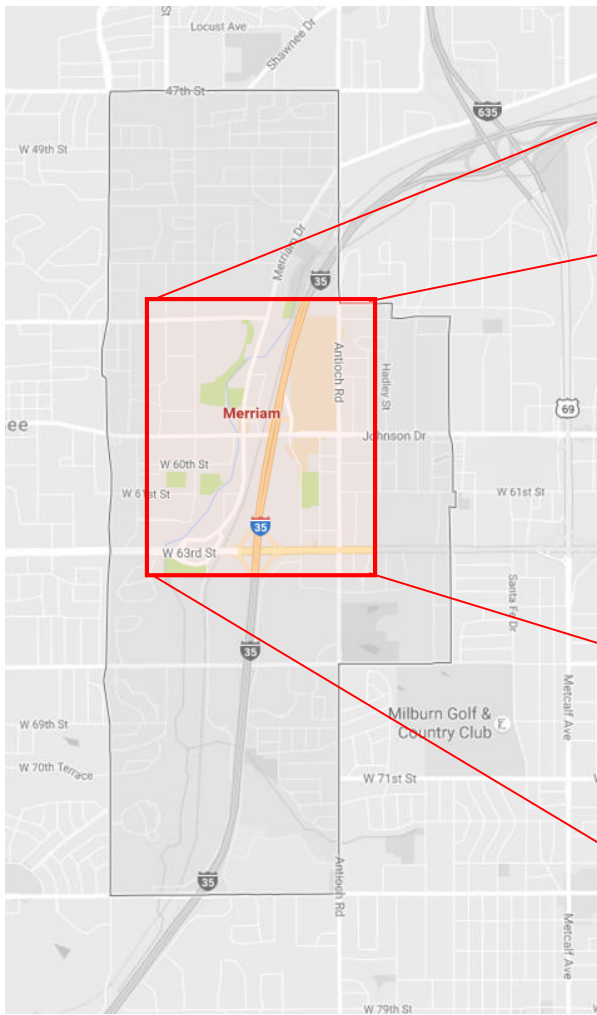 Locust Ave
St
Shawnee Dr
47th St
635
W 49th St
Merriam Dr
35
Antioch Rd
Hadley St
69
Merriam
ee
Johnson Dr
W 60th St
W 61st St
W 61st St
35
W 63rd St
Santa Fe Dr
35
Metcalf Ave
Milburn Golf &
Country Club
W 69th St
W 70th Terrace
W 71st St
35
Antioch Rd
Metcalf Ave
W 79th St